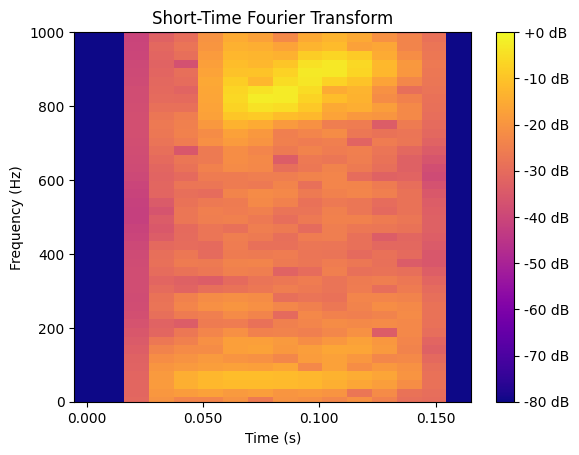 Short-Time Fourier Transform
1000
800
600
400
200
0
Frequency (Hz)
0.000
0.050
0.100
0.150
Time (s)
+0 dB
-10 dB
-20 dB
-30 dB
-40 dB
-50 dB
-60 dB
-70 dB
-80 dB